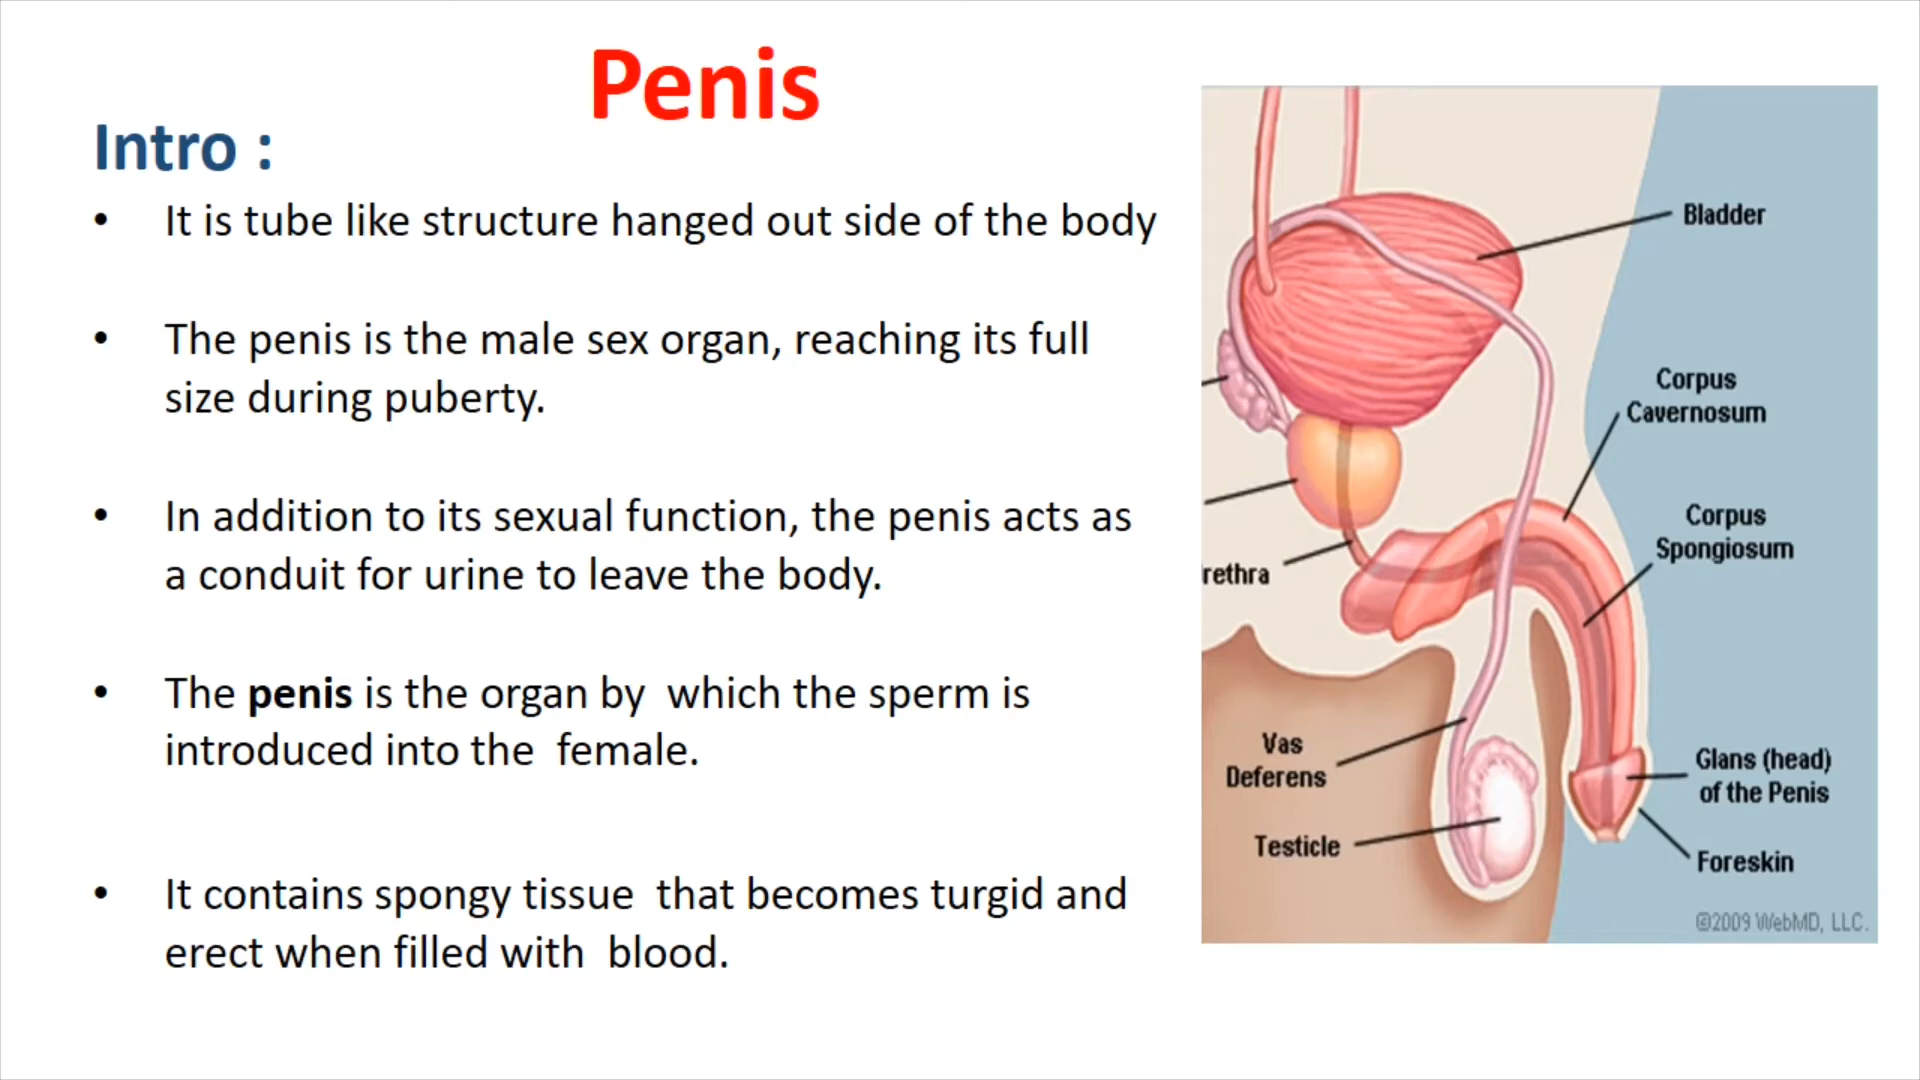 Penis
Intro :
• It is tube like structure hanged out side of the body
• The penis is the male sex organ, reaching its full
size during puberty.
• In addition to its sexual function, the penis acts as
a conduit for urine to leave the body.
• The penis is the organ by which the sperm is
introduced into the female.
• It contains spongy tissue that becomes turgid and
erect when filled with blood.
Bladder
Corpus
Cavernosum
Corpus
Spongiosum
rethra
Vas
Deferens
Glans (head)
of the Penis
Testicle
Foreskin
©2009 WebMD, LLC.